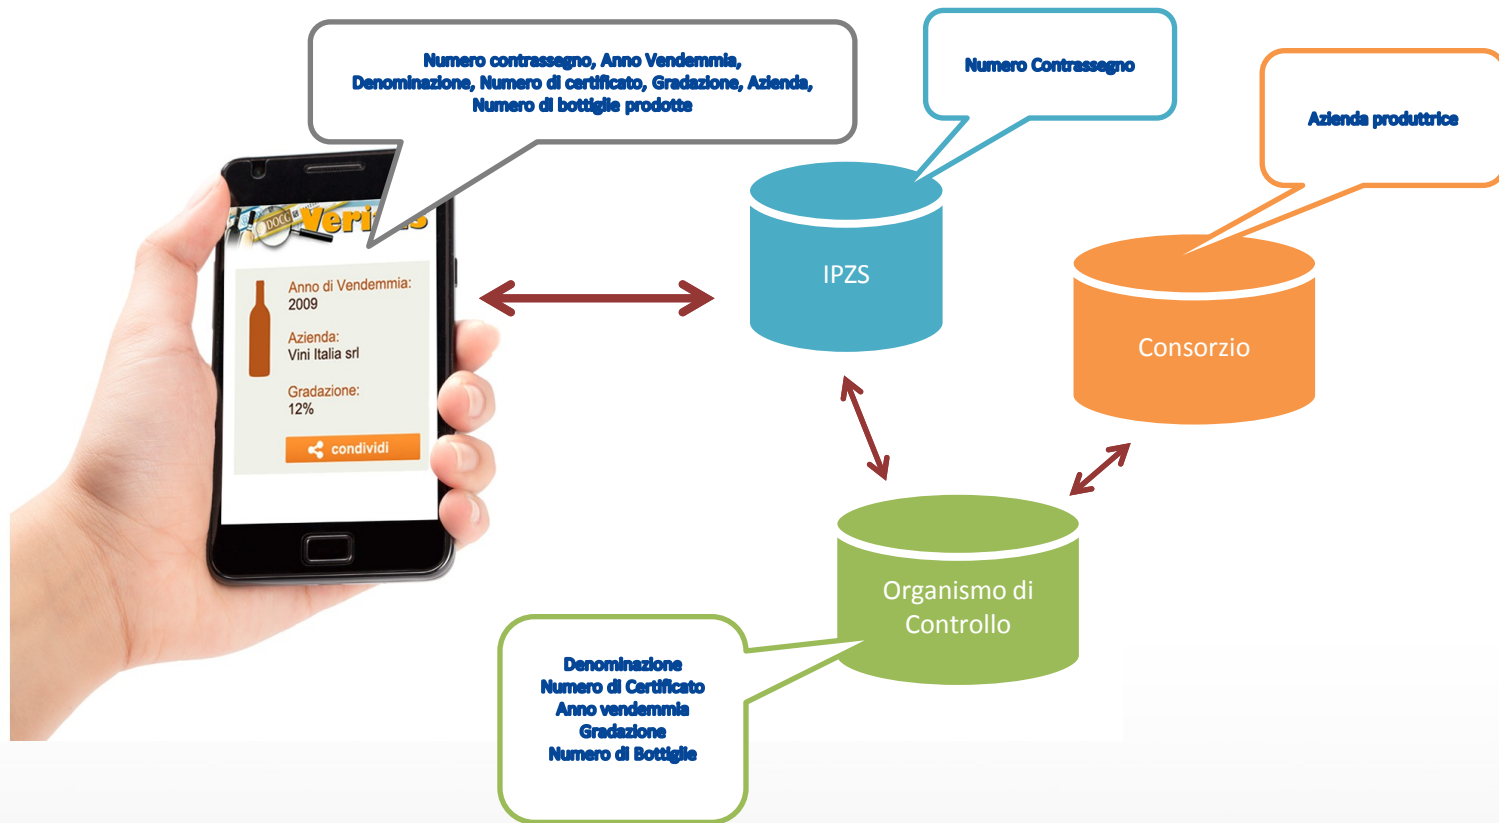 Numero contrassegno, Anno Vendemmia,
Denominazione, Numero di certificato, Gradazione, Azienda,
Numero di bottiglie prodotte
Numero Contrassegno
Azienda produttrice
DOCG
Anno di Vendemmia:
2009
Azienda:
Vini Italia srl
Gradazione:
12%
condividi
IPZS
Consorzio
Organismo di
Controllo
Denominazione
Numero di Certificato
Anno vendemmia
Gradazione
Numero di Bottiglie